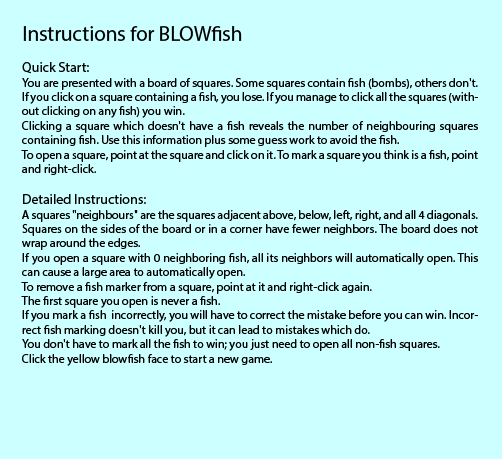 Instructions for BLOWfish
Quick Start:
You are presented with a board of squares. Some squares contain fish (bombs), others don't.
If you click on a square containing a fish, you lose. If you manage to click all the squares (with-
out clicking on any fish) you win.
Clicking a square which doesn't have a fish reveals the number of neighbouring squares
containing fish. Use this information plus some guess work to avoid the fish.
To open a square, point at the square and click on it. To mark a square you think is a fish, point
and right-click.
Detailed Instructions:
A squares "neighbours" are the squares adjacent above, below, left, right, and all 4 diagonals.
Squares on the sides of the board or in a corner have fewer neighbors. The board does not
wrap around the edges.
If you open a square with 0 neighboring fish, all its neighbors will automatically open. This
can cause a large area to automatically open.
To remove a fish marker from a square, point at it and right-click again.
The first square you open is never a fish.
If you mark a fish incorrectly, you will have to correct the mistake before you can win. Incor-
rect fish marking doesn't kill you, but it can lead to mistakes which do.
You don't have to mark all the fish to win; you just need to open all non-fish squares.
Click the yellow blowfish face to start a new game.